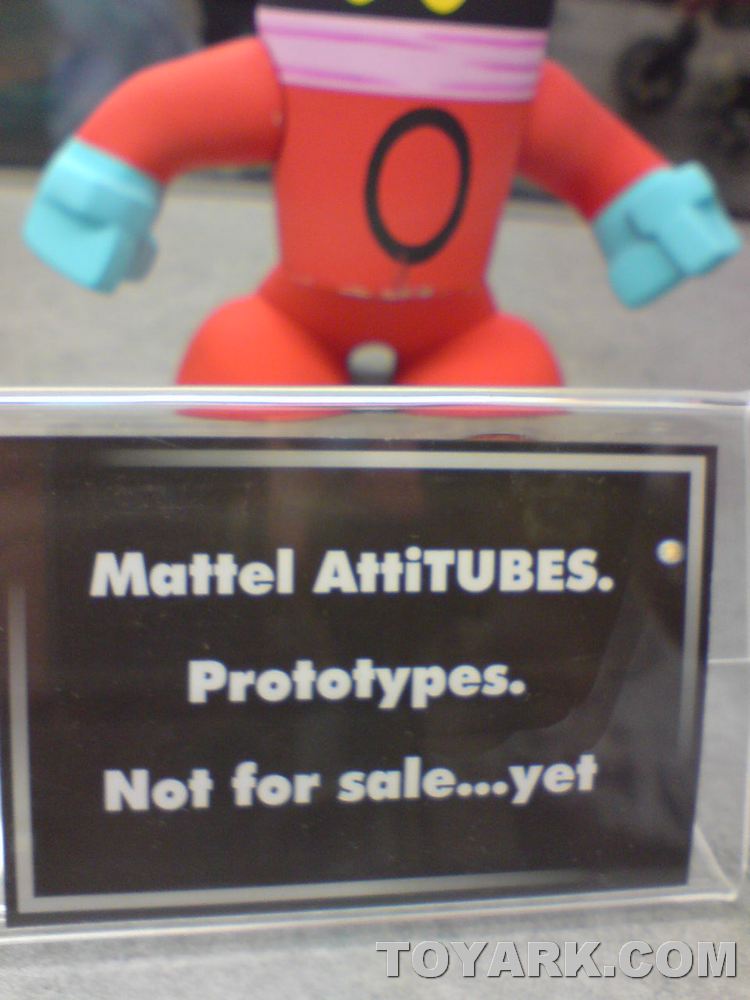 O
Mattel AttiTUBES.
Prototypes.
Not for sale...yet
TOYARK.COM